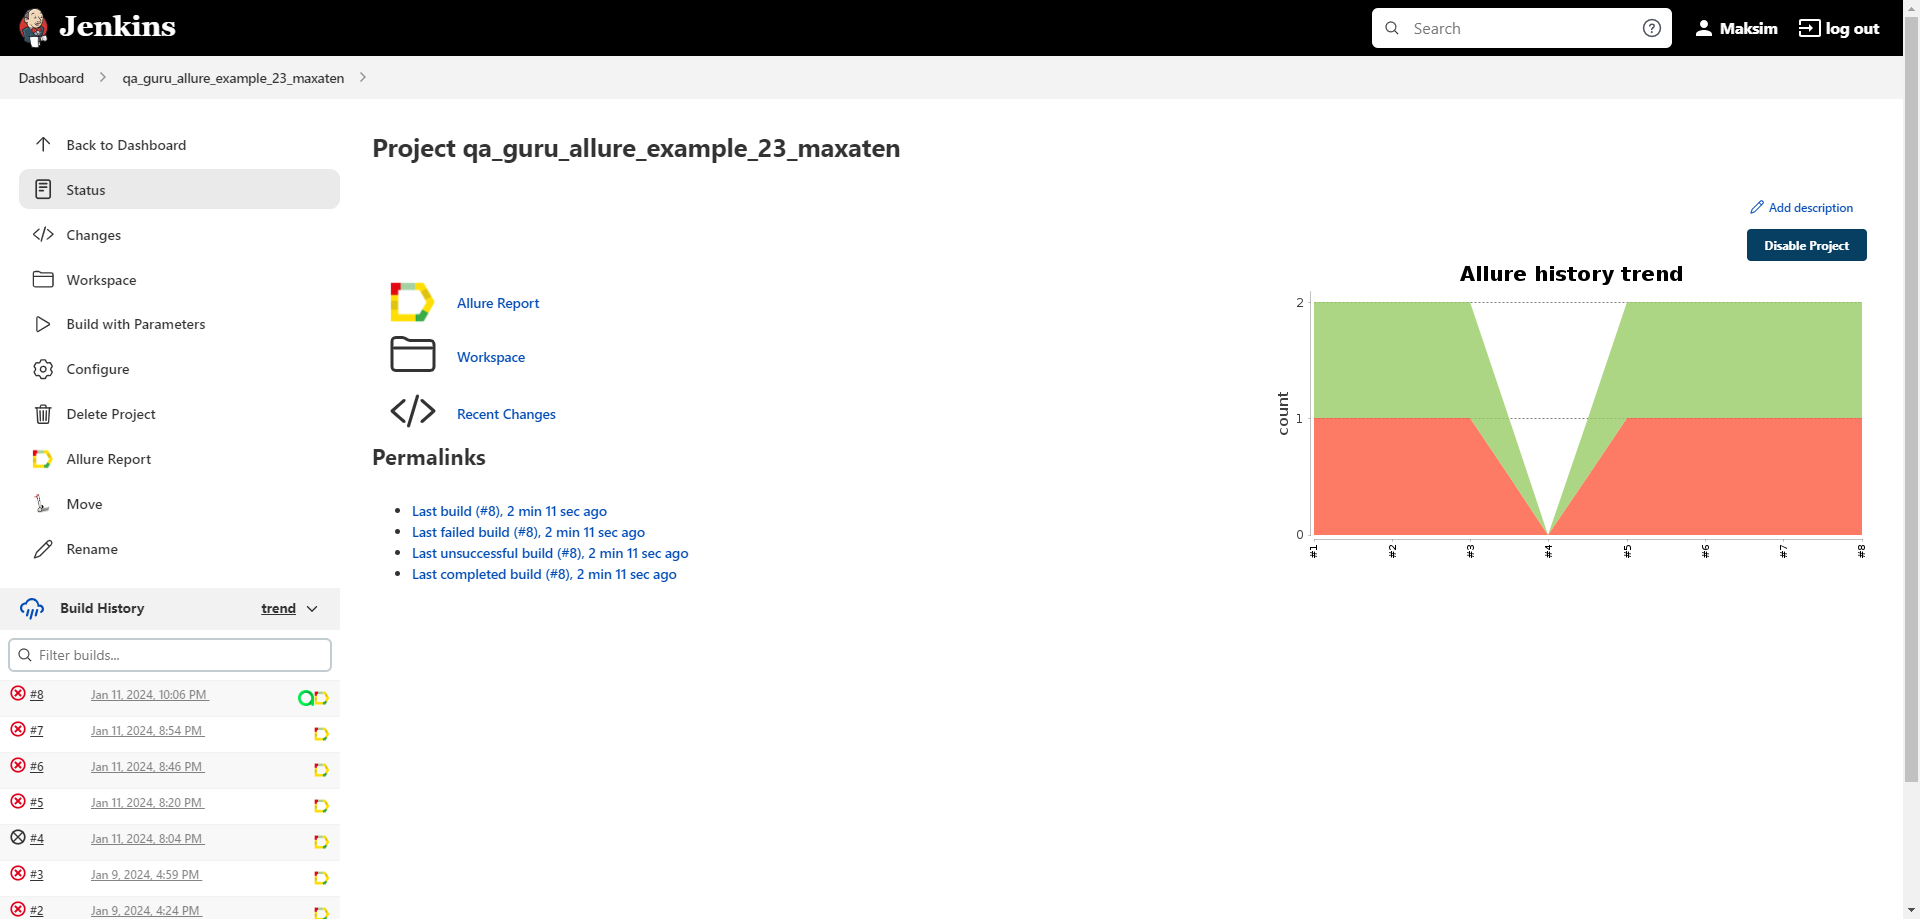 Jenkins
Search
Maksim
log out
Dashboard
qa_guru_allure_example_23_maxaten
Back to Dashboard
Status
Changes
Workspace
Build with Parameters
Configure
Delete Project
Allure Report
Move
Rename
Build History
trend
Filter builds...
#8 Jan 11, 2024, 10:06 PM
#7 Jan 11, 2024, 8:54 PM
#6 Jan 11, 2024, 8:46 PM
#5 Jan 11, 2024, 8:20 PM
#4 Jan 11, 2024, 8:04 PM
#3 Jan 9, 2024, 4:59 PM
#2 Jan 9, 2024, 4:24 PM
Project qa_guru_allure_example_23_maxaten
Add description
Disable Project
Allure Report
Workspace
Recent Changes
Permalinks
Last build (#8), 2 min 11 sec ago
Last failed build (#8), 2 min 11 sec ago
Last unsuccessful build (#8), 2 min 11 sec ago
Last completed build (#8), 2 min 11 sec ago
Allure history trend
count
2
1
0
#1 #2 #3 #4 #5 #6 #7 #8